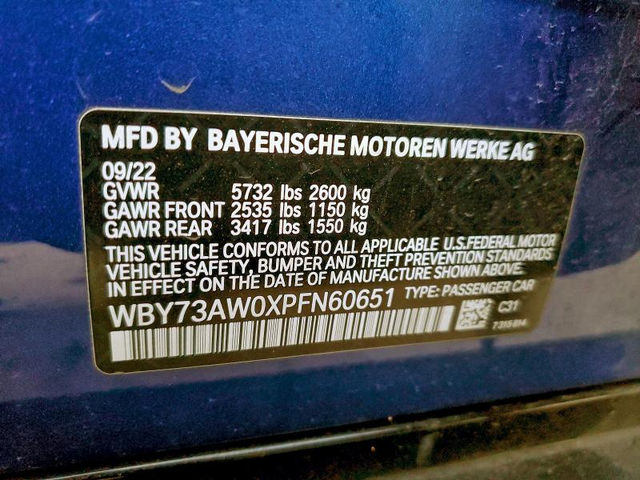 MFD BY BAYERISCHE MOTOREN WERKE AG
09/22
GVWR 5732 lbs 2600 kg
GAWR FRONT 2535 lbs 1150 kg
GAWR REAR 3417 lbs 1550 kg
THIS VEHICLE CONFORMS TO ALL APPLICABLE U.S.FEDERAL MOTOR
VEHICLE SAFETY, BUMPER AND THEFT PREVENTION STANDARDS
IN EFFECT ON THE DATE OF MANUFACTURE SHOWN ABOVE.
WBY73AW0XPFN60651 TYPE: PASSENGER CAR
C31